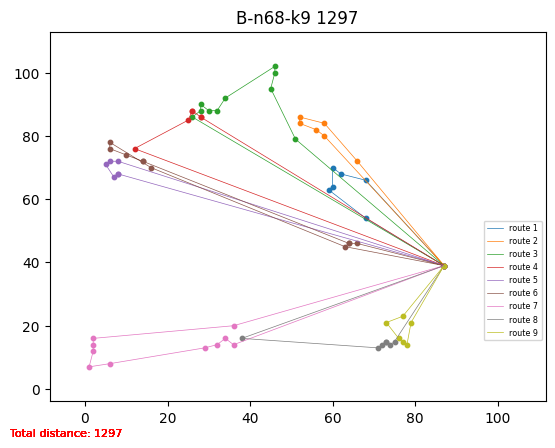 B-n68-k9 1297
100
80
60
40
20
0
0 20 40 60 80 100
route 1
route 2
route 3
route 4
route 5
route 6
route 7
route 8
route 9
Total distance: 1297